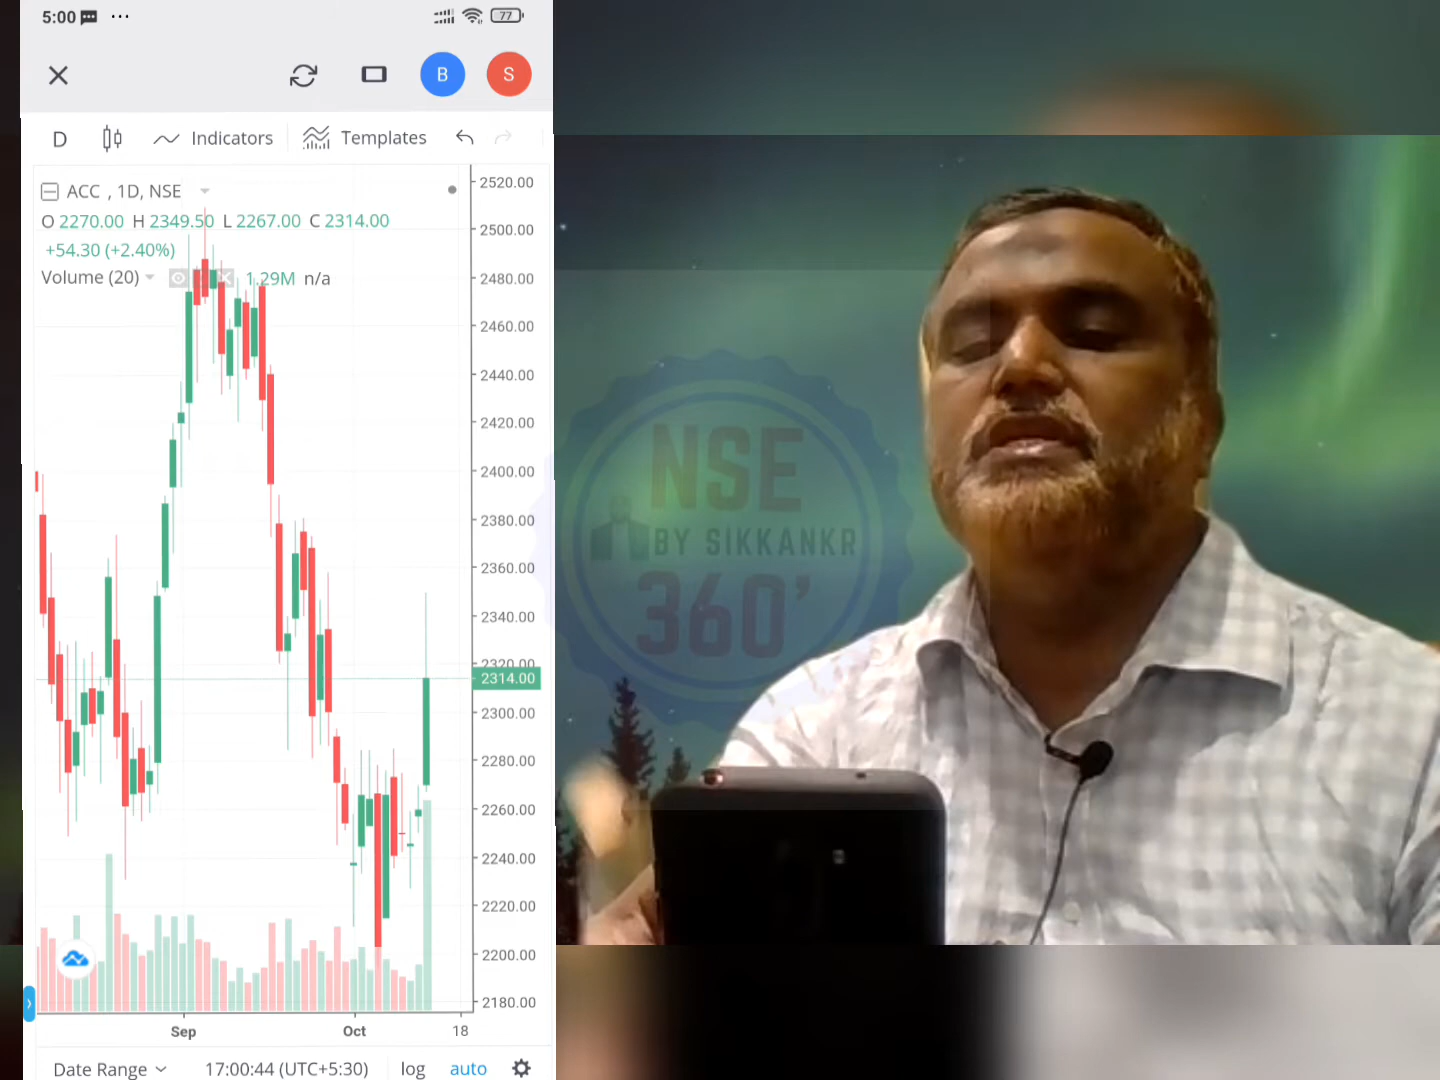 5:00 ... 77
B S
D Indicators Templates
ACC , 1D, NSE
O 2270.00 H 2349.50 L 2267.00 C 2314.00
+54.30 (+2.40%)
Volume (20) 1.29M n/a
2520.00
2500.00
2480.00
2460.00
2440.00
2420.00
2400.00
2380.00
2360.00
2340.00
2320.00
2314.00
2300.00
2280.00
2260.00
2240.00
2220.00
2200.00
2180.00
Sep Oct 18
Date Range 17:00:44 (UTC+5:30) log auto
NSE
BY SIKKANKR
360'